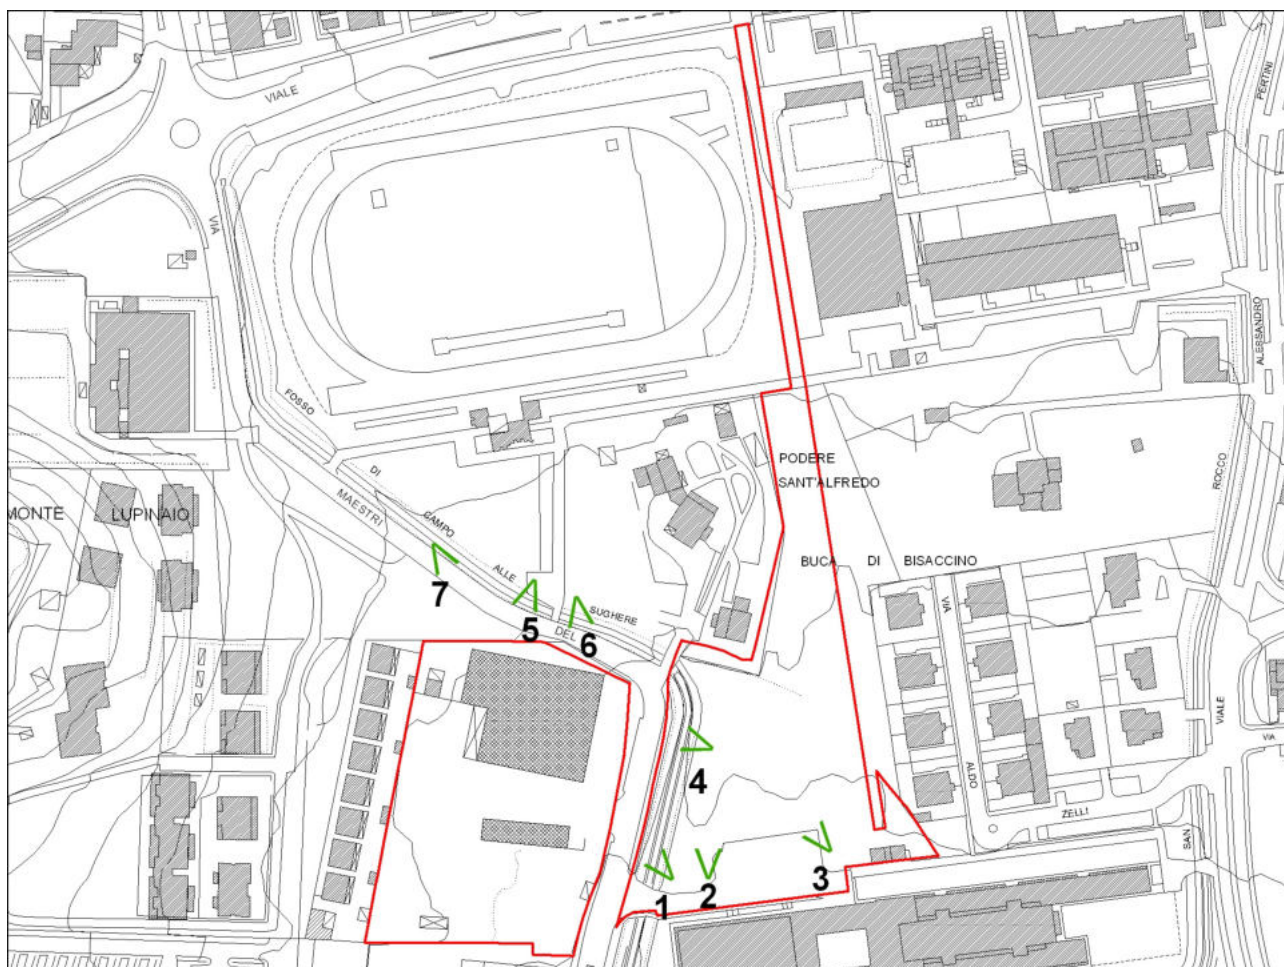 VIALE
PERTINI
VIA
ALESSANDRO
FOSSO
DI
PODERE
SANT'ALFREDO
ROCCO
MAESTRI
CAMPO
MONTE LUPINAIO
BUCA DI BISACCINO
ALLE
7
SUGHERE
VIA
5
DEL
6
VIALE
VIA
4
ALDO
ZELLI
SAN
3
2
1